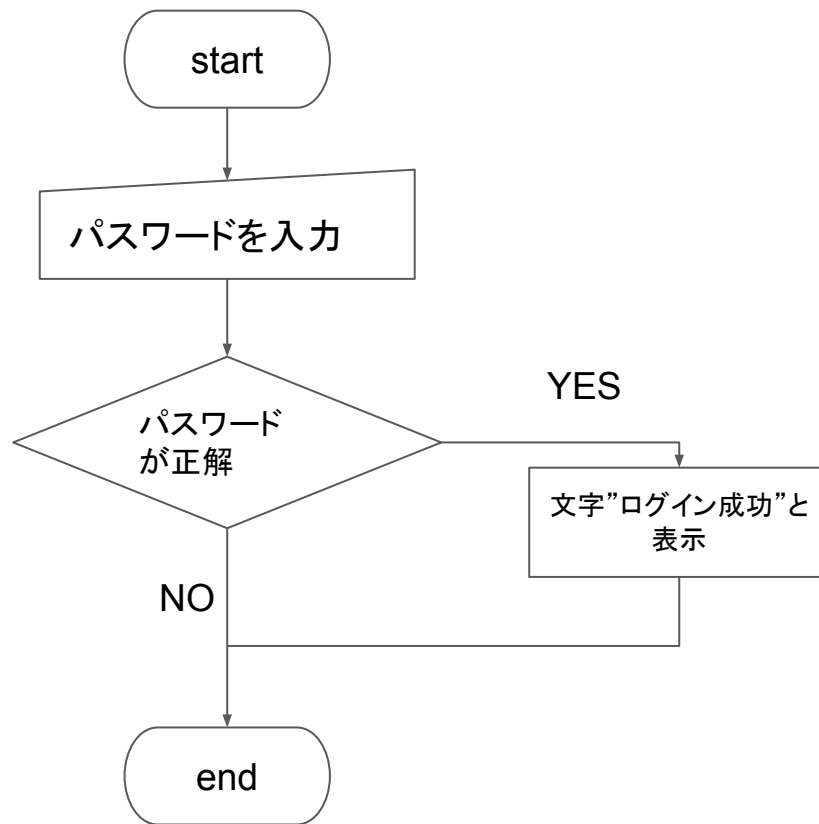 start
パスワードを入力
パスワード
が正解
YES
文字”ログイン成功”と
表示
NO
end